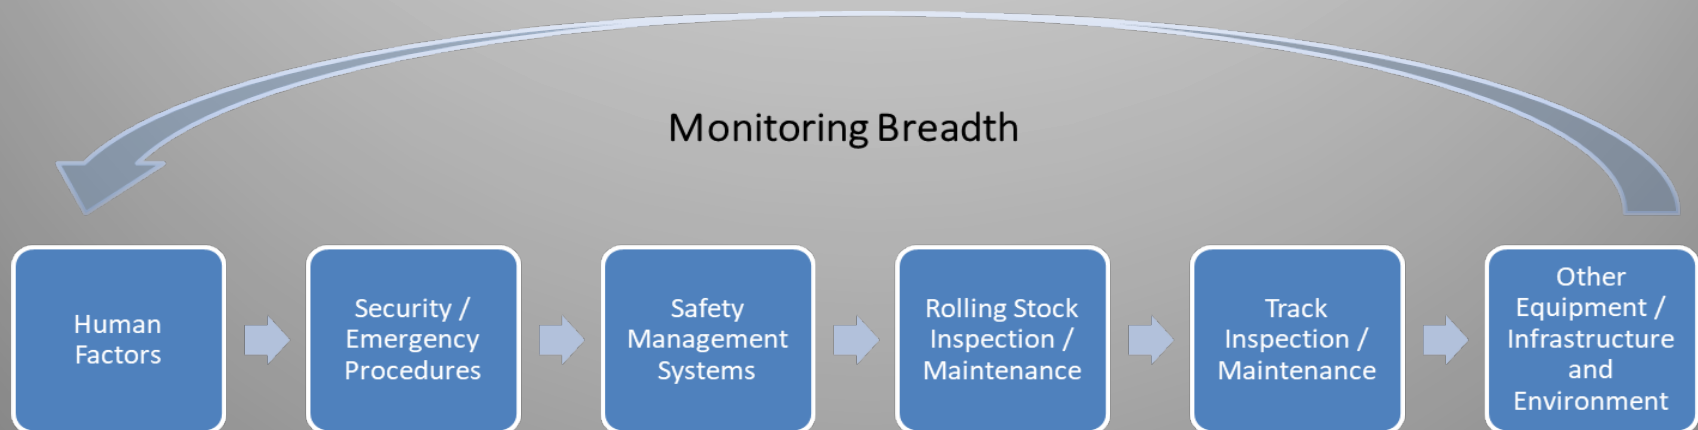 Monitoring Breadth
Human
Factors
Security /
Emergency
Procedures
Safety
Management
Systems
Rolling Stock
Inspection /
Maintenance
Track
Inspection /
Maintenance
Other
Equipment /
Infrastructure
and
Environment